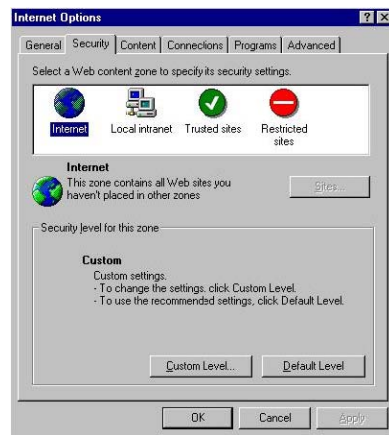 Internet Options
General Security Content Connections Programs Advanced
Select a Web content zone to specify its security settings.
Internet Local intranet Trusted sites Restricted sites
Internet
This zone contains all Web sites you
haven't placed in other zones
Sites...
Security level for this zone
Custom
Custom settings.
- To change the settings, click Custom Level.
- To use the recommended settings, click Default Level.
Custom Level... Default Level
OK Cancel Apply